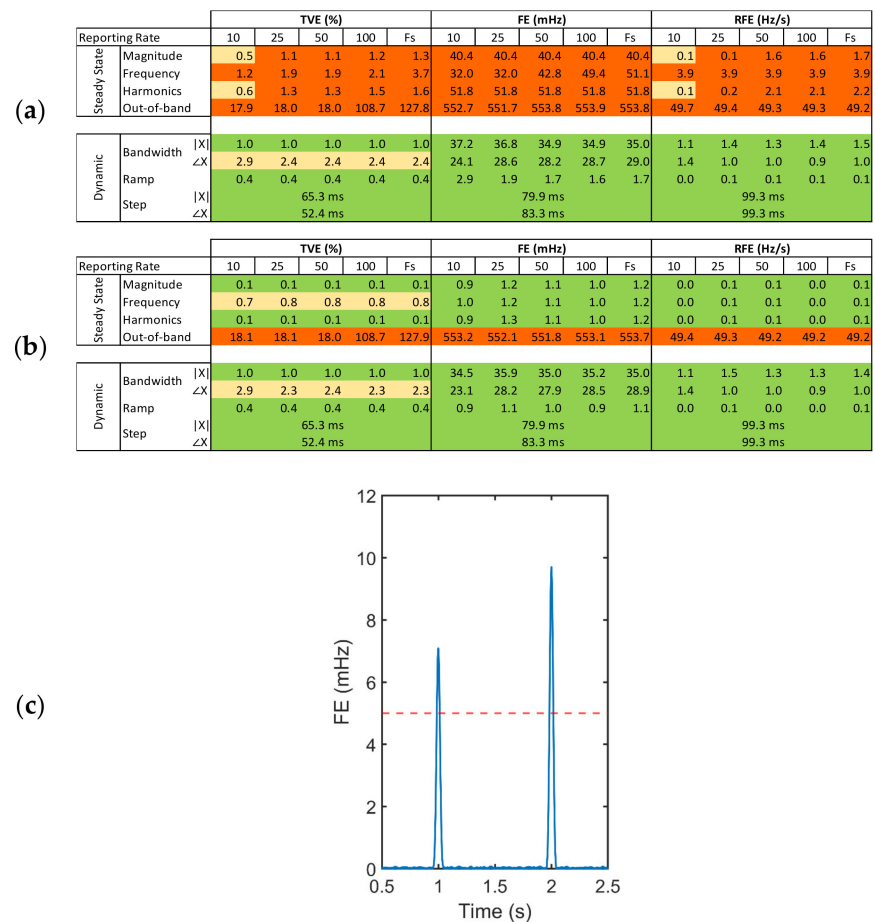 (a)
TVE (%) FE (mHz) RFE (Hz/s)
Reporting Rate 10 25 50 100 Fs 10 25 50 100 Fs 10 25 50 100 Fs
Steady State
Magnitude 0.5 1.1 1.1 1.2 1.3 40.4 40.4 40.4 40.4 40.4 0.1 0.1 1.6 1.6 1.7
Frequency 1.2 1.9 1.9 2.1 3.7 32.0 32.0 42.8 49.4 51.1 3.9 3.9 3.9 3.9 3.9
Harmonics 0.6 1.3 1.3 1.5 1.6 51.8 51.8 51.8 51.8 51.8 0.1 0.2 2.1 2.1 2.2
Out-of-band 17.9 18.0 18.0 108.7 127.8 552.7 551.7 553.8 553.9 553.8 49.7 49.4 49.3 49.3 49.2
Dynamic
Bandwidth |X| 1.0 1.0 1.0 1.0 1.0 37.2 36.8 34.9 34.9 35.0 1.1 1.4 1.3 1.4 1.5
∠X 2.9 2.4 2.4 2.4 2.4 24.1 28.6 28.2 28.7 29.0 1.4 1.0 1.0 0.9 1.0
Ramp 0.4 0.4 0.4 0.4 0.4 2.9 1.9 1.7 1.6 1.7 0.0 0.1 0.1 0.1 0.1
Step |X| 65.3 ms 79.9 ms 99.3 ms
∠X 52.4 ms 83.3 ms 99.3 ms
(b)
TVE (%) FE (mHz) RFE (Hz/s)
Reporting Rate 10 25 50 100 Fs 10 25 50 100 Fs 10 25 50 100 Fs
Steady State
Magnitude 0.1 0.1 0.1 0.1 0.1 0.9 1.2 1.1 1.0 1.2 0.0 0.1 0.1 0.0 0.1
Frequency 0.7 0.8 0.8 0.8 0.8 1.0 1.2 1.1 1.0 1.2 0.0 0.1 0.1 0.0 0.1
Harmonics 0.1 0.1 0.1 0.1 0.1 0.9 1.3 1.1 1.0 1.2 0.0 0.1 0.1 0.0 0.1
Out-of-band 18.1 18.1 18.0 108.7 127.9 553.2 552.1 551.8 553.1 553.7 49.4 49.3 49.2 49.2 49.2
Dynamic
Bandwidth |X| 1.0 1.0 1.0 1.0 1.0 34.5 35.9 35.0 35.2 35.0 1.1 1.5 1.3 1.3 1.4
∠X 2.9 2.3 2.4 2.3 2.3 23.1 28.2 27.9 28.5 28.9 1.4 1.0 1.0 0.9 1.0
Ramp 0.4 0.4 0.4 0.4 0.4 0.9 1.1 1.0 0.9 1.1 0.0 0.1 0.0 0.0 0.1
Step |X| 65.3 ms 79.9 ms 99.3 ms
∠X 52.4 ms 83.3 ms 99.3 ms
(c)
FE (mHz)
12
10
8
6
4
2
0
0.5 1 1.5 2 2.5
Time (s)